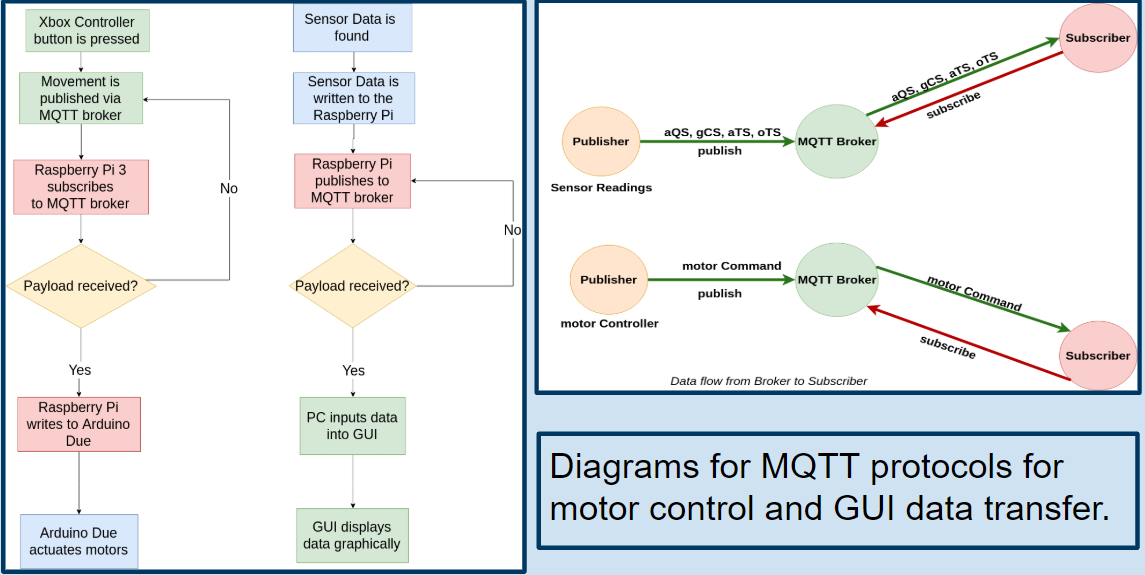 Xbox Controller
button is pressed
Movement is
published via
MQTT broker
Raspberry Pi 3
subscribes
to MQTT broker
No
Payload received?
Yes
Raspberry Pi
writes to Arduino
Due
Arduino Due
actuates motors
Sensor Data is
found
Sensor Data is
written to the
Raspberry Pi
Raspberry Pi
publishes to
MQTT broker
No
Payload received?
Yes
PC inputs data
into GUI
GUI displays
data graphically
Subscriber
aQS, gCS, aTS, oTS
subscribe
Publisher
aQS, gCS, aTS, oTS
publish
MQTT Broker
Sensor Readings
Publisher
motor Command
publish
MQTT Broker
motor Command
motor Controller
subscribe
Subscriber
Data flow from Broker to Subscriber
Diagrams for MQTT protocols for
motor control and GUI data transfer.